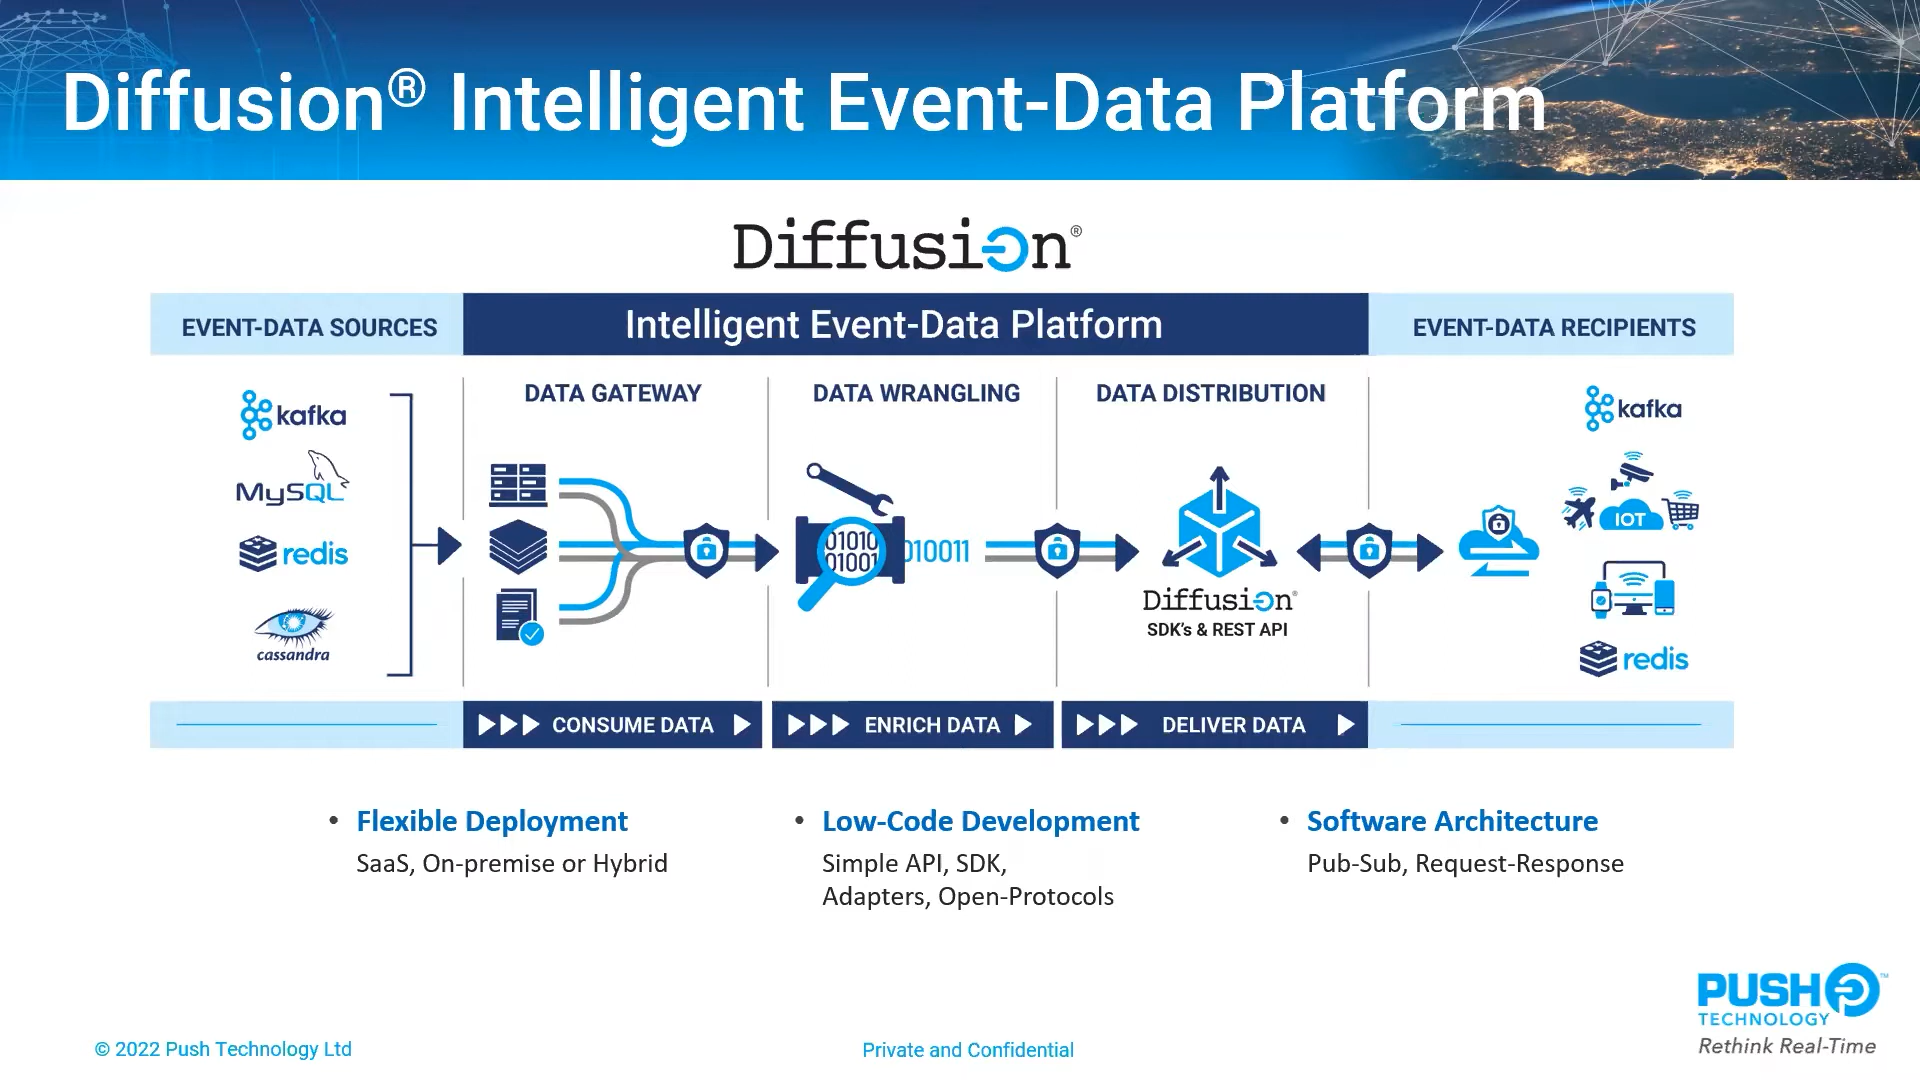 Diffusion® Intelligent Event-Data Platform
Diffusion®
EVENT-DATA SOURCES
Intelligent Event-Data Platform
EVENT-DATA RECIPIENTS
DATA GATEWAY
DATA WRANGLING
DATA DISTRIBUTION
kafka
MySQL
redis
cassandra
01010
01001
010011
Diffusion®
SDK's & REST API
kafka
IOT
redis
CONSUME DATA
ENRICH DATA
DELIVER DATA
• Flexible Deployment
SaaS, On-premise or Hybrid
• Low-Code Development
Simple API, SDK,
Adapters, Open-Protocols
• Software Architecture
Pub-Sub, Request-Response
PUSH™
TECHNOLOGY
Rethink Real-Time
© 2022 Push Technology Ltd
Private and Confidential